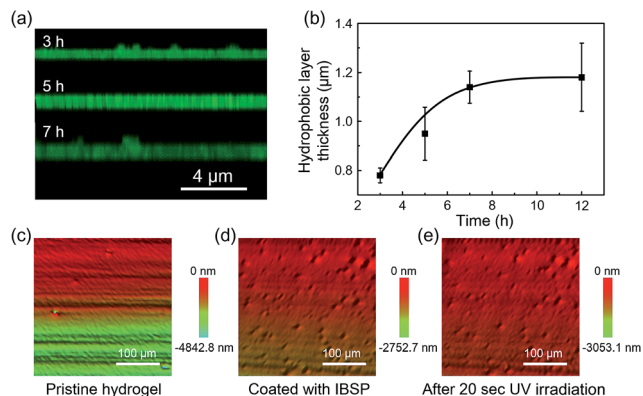 (a)
3 h
5 h
7 h
4 µm
(b)
Hydrophobic layer
thickness (µm)
1.4
1.2
1.0
0.8
2 4 6 8 10 12 14
Time (h)
(c)
0 nm
-4842.8 nm
100 µm
Pristine hydrogel
(d)
0 nm
-2752.7 nm
100 µm
Coated with IBSP
(e)
0 nm
-3053.1 nm
100 µm
After 20 sec UV irradiation